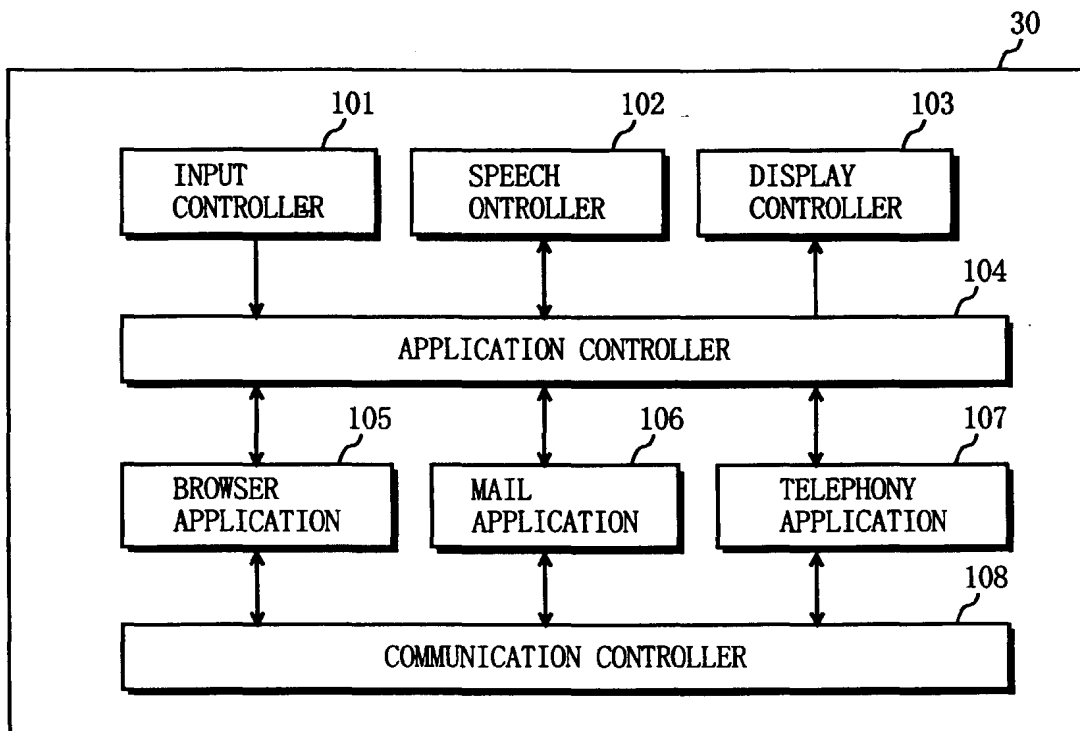 30
101
102
103
INPUT
CONTROLLER
SPEECH
ONTROLLER
DISPLAY
CONTROLLER
104
APPLICATION CONTROLLER
105
106
107
BROWSER
APPLICATION
MAIL
APPLICATION
TELEPHONY
APPLICATION
108
COMMUNICATION CONTROLLER